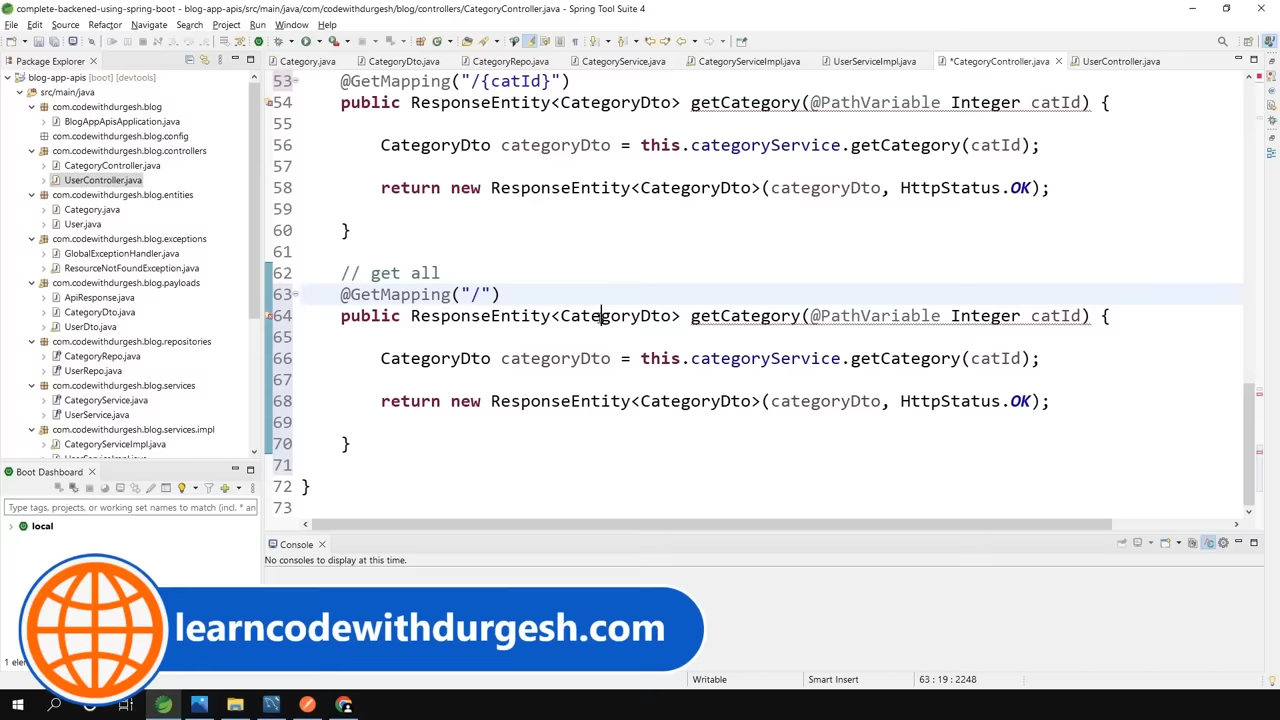 complete-backened-using-spring-boot - blog-app-apis/src/main/java/com/codewithdurgesh/blog/controllers/CategoryController.java - Spring Tool Suite 4
File Edit Source Refactor Navigate Search Project Run Window Help
Package Explorer
Category.java CategoryDto.java CategoryRepo.java CategoryService.java CategoryServiceImpl.java UserServiceImpl.java *CategoryController.java UserController.java
blog-app-apis [boot] [devtools]
src/main/java
com.codewithdurgesh.blog
BlogAppApisApplication.java
com.codewithdurgesh.blog.config
com.codewithdurgesh.blog.controllers
CategoryController.java
UserController.java
com.codewithdurgesh.blog.entities
Category.java
User.java
com.codewithdurgesh.blog.exceptions
GlobalExceptionHandler.java
ResourceNotFoundException.java
com.codewithdurgesh.blog.payloads
ApiResponse.java
CategoryDto.java
UserDto.java
com.codewithdurgesh.blog.repositories
CategoryRepo.java
UserRepo.java
com.codewithdurgesh.blog.services
CategoryService.java
UserService.java
com.codewithdurgesh.blog.services.impl
CategoryServiceImpl.java
53 @GetMapping("/{catId}")
54 public ResponseEntity<CategoryDto> getCategory(@PathVariable Integer catId) {
55
56 CategoryDto categoryDto = this.categoryService.getCategory(catId);
57
58 return new ResponseEntity<CategoryDto>(categoryDto, HttpStatus.OK);
59
60 }
61
62 // get all
63 @GetMapping("/")
64 public ResponseEntity<CategoryDto> getCategory(@PathVariable Integer catId) {
65
66 CategoryDto categoryDto = this.categoryService.getCategory(catId);
67
68 return new ResponseEntity<CategoryDto>(categoryDto, HttpStatus.OK);
69
70 }
71
72 }
73
Boot Dashboard
Type tags, projects, or working set names to match (incl. * an
local
Console
No consoles to display at this time.
learncodewithdurgesh.com
Writable Smart Insert 63 : 19 : 2248